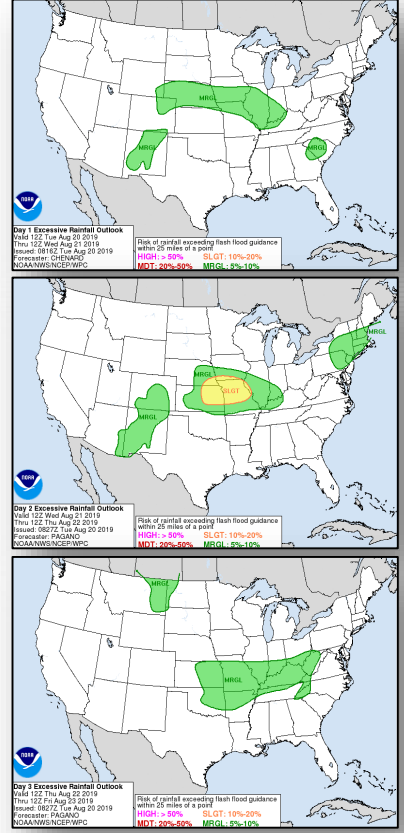 MRGL
MRGL
MRGL
NOAA
Day 1 Excessive Rainfall Outlook
Valid 12Z Tue Aug 20 2019
Thru 12Z Wed Aug 21 2019
Issued: 0816Z Tue Aug 20 2019
Forecaster: CHENARD
NOAA/NWS/NCEP/WPC
Risk of rainfall exceeding flash flood guidance
within 25 miles of a point
HIGH: > 50% SLGT: 10%-20%
MDT: 20%-50% MRGL: 5%-10%
MRGL
MRGL
SLGT
MRGL
NOAA
Day 2 Excessive Rainfall Outlook
Valid 12Z Wed Aug 21 2019
Thru 12Z Thu Aug 22 2019
Issued: 0827Z Tue Aug 20 2019
Forecaster: PAGANO
NOAA/NWS/NCEP/WPC
Risk of rainfall exceeding flash flood guidance
within 25 miles of a point
HIGH: > 50% SLGT: 10%-20%
MDT: 20%-50% MRGL: 5%-10%
MRGL
MRGL
NOAA
Day 3 Excessive Rainfall Outlook
Valid 12Z Thu Aug 22 2019
Thru 12Z Fri Aug 23 2019
Issued: 0827Z Tue Aug 20 2019
Forecaster: PAGANO
NOAA/NWS/NCEP/WPC
Risk of rainfall exceeding flash flood guidance
within 25 miles of a point
HIGH: > 50% SLGT: 10%-20%
MDT: 20%-50% MRGL: 5%-10%